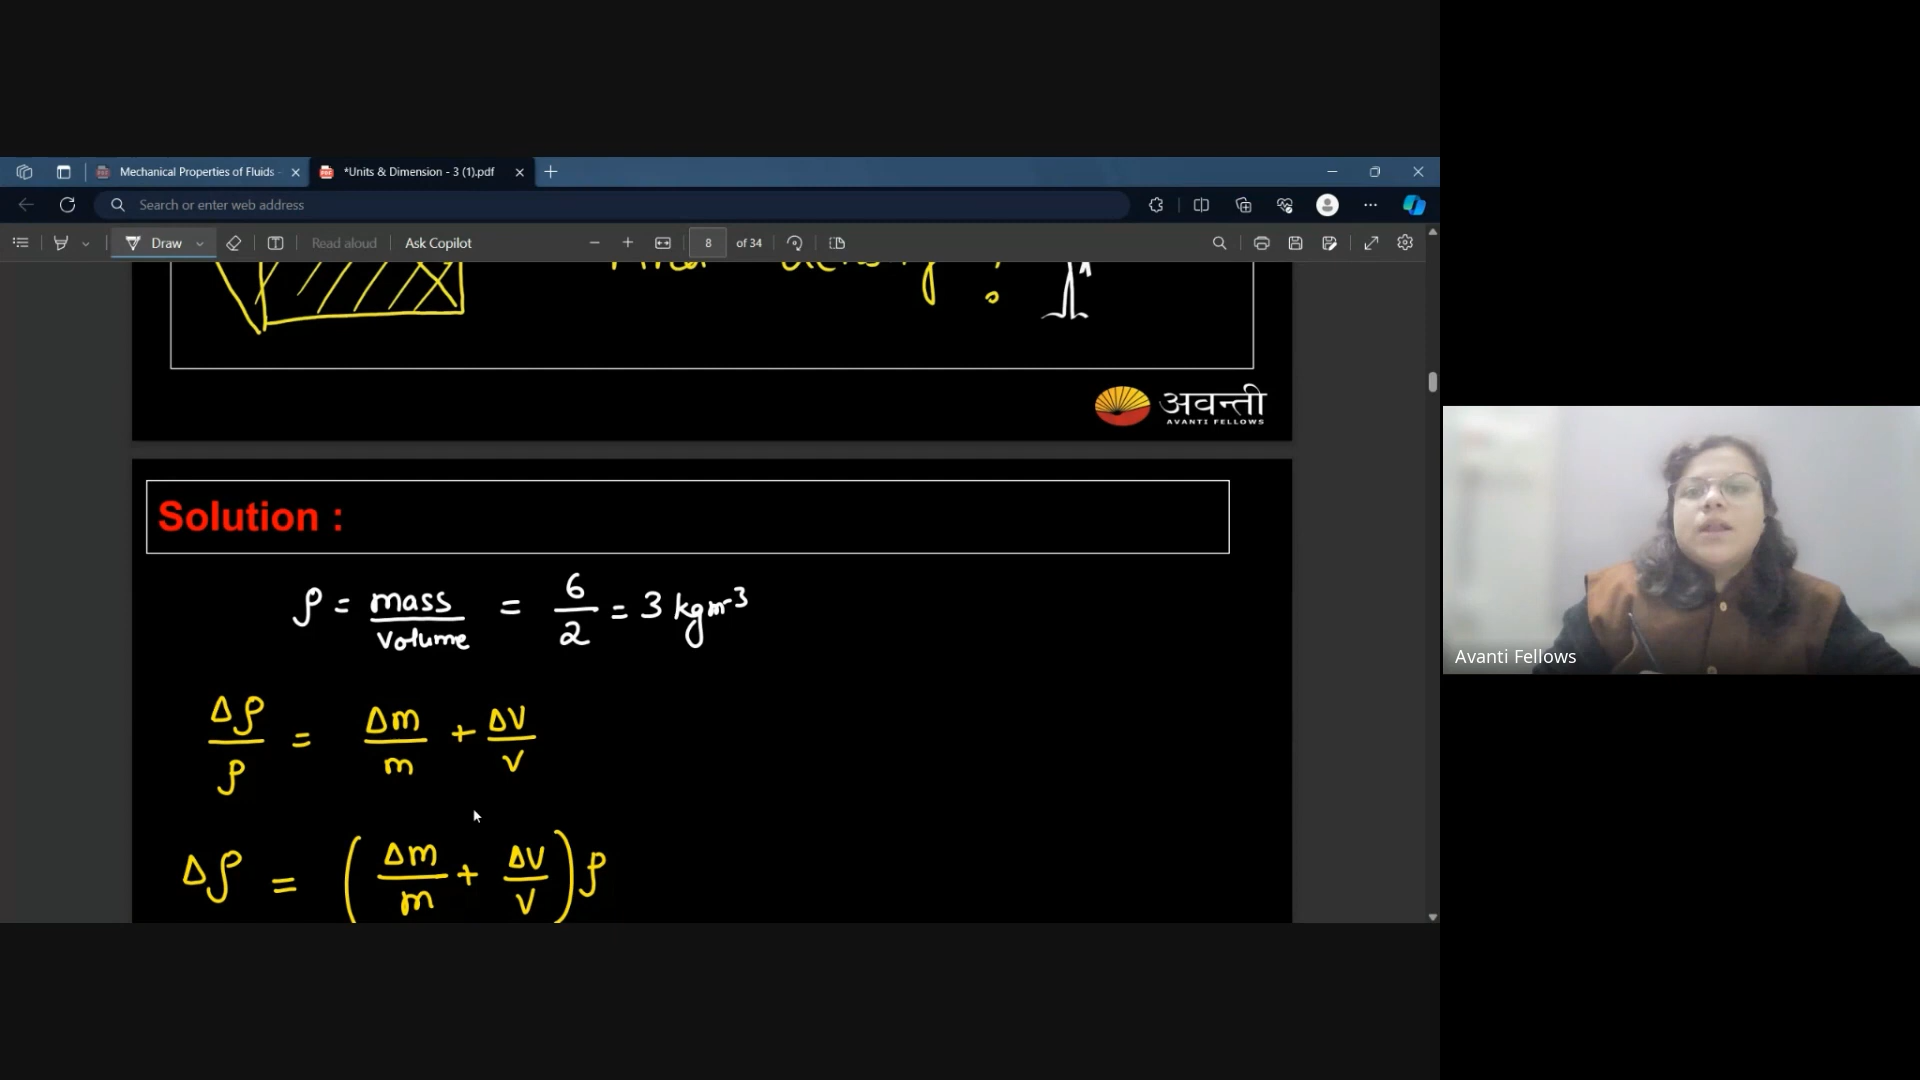 Mechanical Properties of Fluids -
*Units & Dimension - 3 (1).pdf
Search or enter web address
Draw
Read aloud
Ask Copilot
8
of 34
अवन्ती
AVANTI FELLOWS
Solution :
ρ = mass / volume = 6 / 2 = 3 kgm⁻³
Δρ / ρ = Δm / m + ΔV / V
Δρ = ( Δm / m + ΔV / V ) ρ
Avanti Fellows